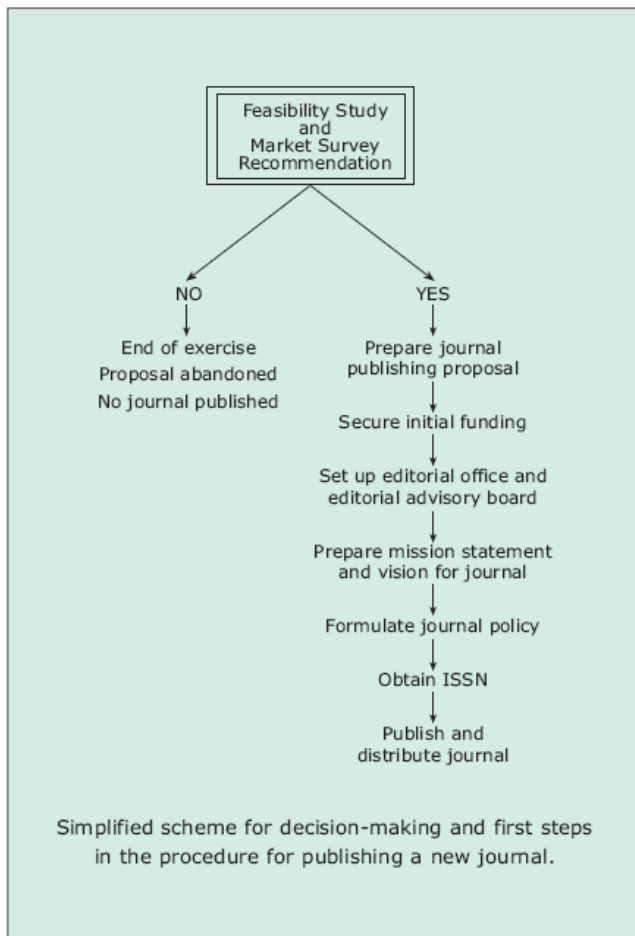 Feasibility Study
and
Market Survey
Recommendation
NO
End of exercise
Proposal abandoned
No journal published
YES
Prepare journal
publishing proposal
Secure initial funding
Set up editorial office and
editorial advisory board
Prepare mission statement
and vision for journal
Formulate journal policy
Obtain ISSN
Publish and
distribute journal
Simplified scheme for decision-making and first steps
in the procedure for publishing a new journal.